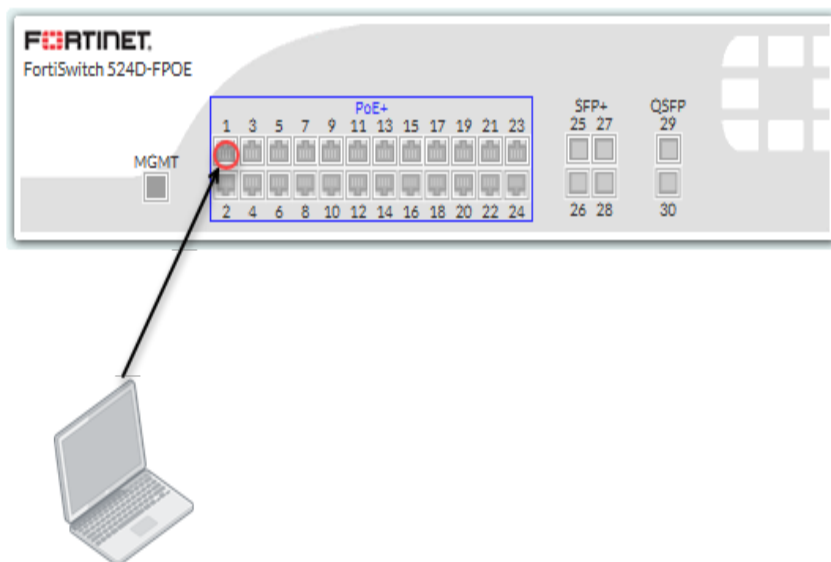 FORTINET.
FortiSwitch 524D-FPOE
PoE+
SFP+
QSFP
1 3 5 7 9 11 13 15 17 19 21 23
25 27
29
MGMT
2 4 6 8 10 12 14 16 18 20 22 24
26 28
30